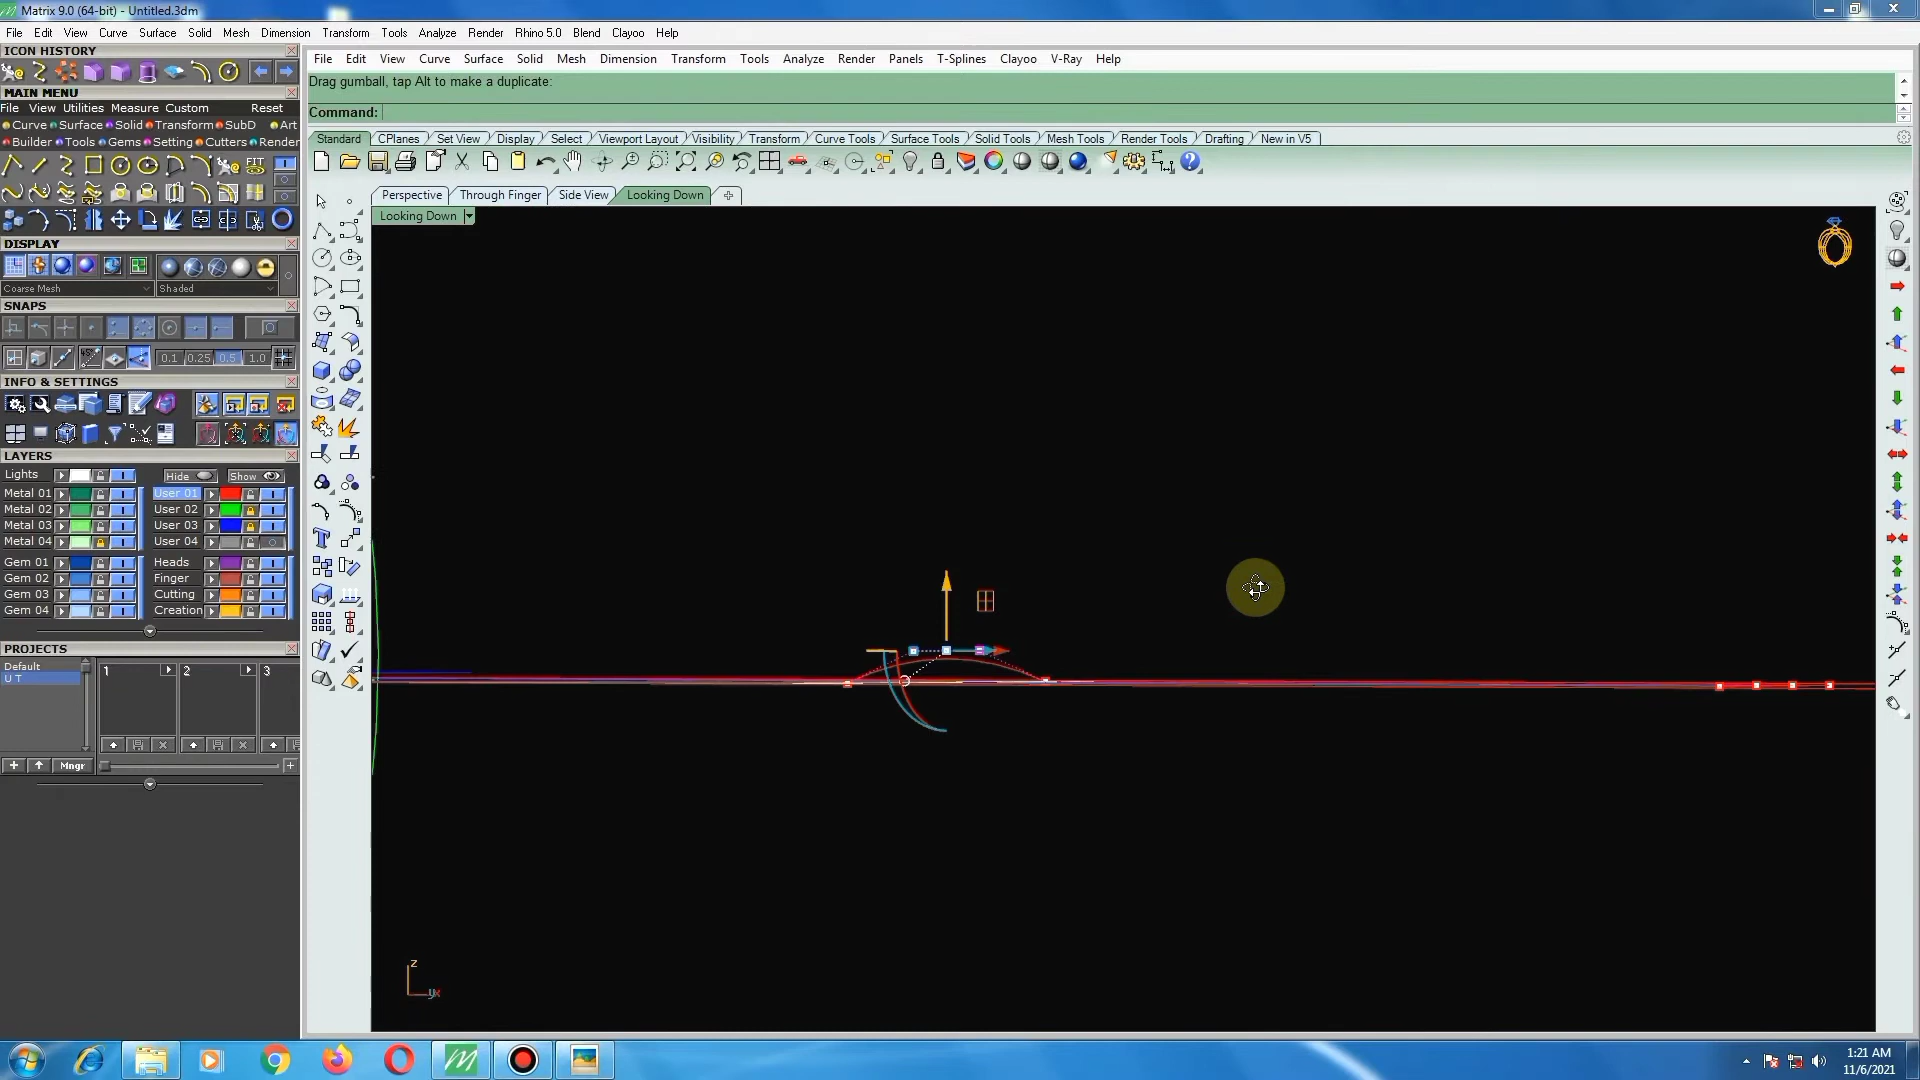 Matrix 9.0 (64-bit) - Untitled.3dm
File Edit View Curve Surface Solid Mesh Dimension Transform Tools Analyze Render Rhino 5.0 Blend Clayoo Help
ICON HISTORY
MAIN MENU
File View Utilities Measure Custom Reset
Curve Surface Solid Transform SubD Art
Builder Tools Gems Setting Cutters Render
FIT
DISPLAY
Coarse Mesh Shaded
SNAPS
0.1 0.25 0.5 1.0
INFO & SETTINGS
LAYERS
Lights Hide Show
Metal 01 User 01
Metal 02 User 02
Metal 03 User 03
Metal 04 User 04
Gem 01 Heads
Gem 02 Finger
Gem 03 Cutting
Gem 04 Creation
PROJECTS
Default
U T
1 2 3
Mngr
File Edit View Curve Surface Solid Mesh Dimension Transform Tools Analyze Render Panels T-Splines Clayoo V-Ray Help
Drag gumball, tap Alt to make a duplicate:
Command:
Standard CPlanes Set View Display Select Viewport Layout Visibility Transform Curve Tools Surface Tools Solid Tools Mesh Tools Render Tools Drafting New in V5
Perspective Through Finger Side View Looking Down
Looking Down
z
1:21 AM
11/6/2021